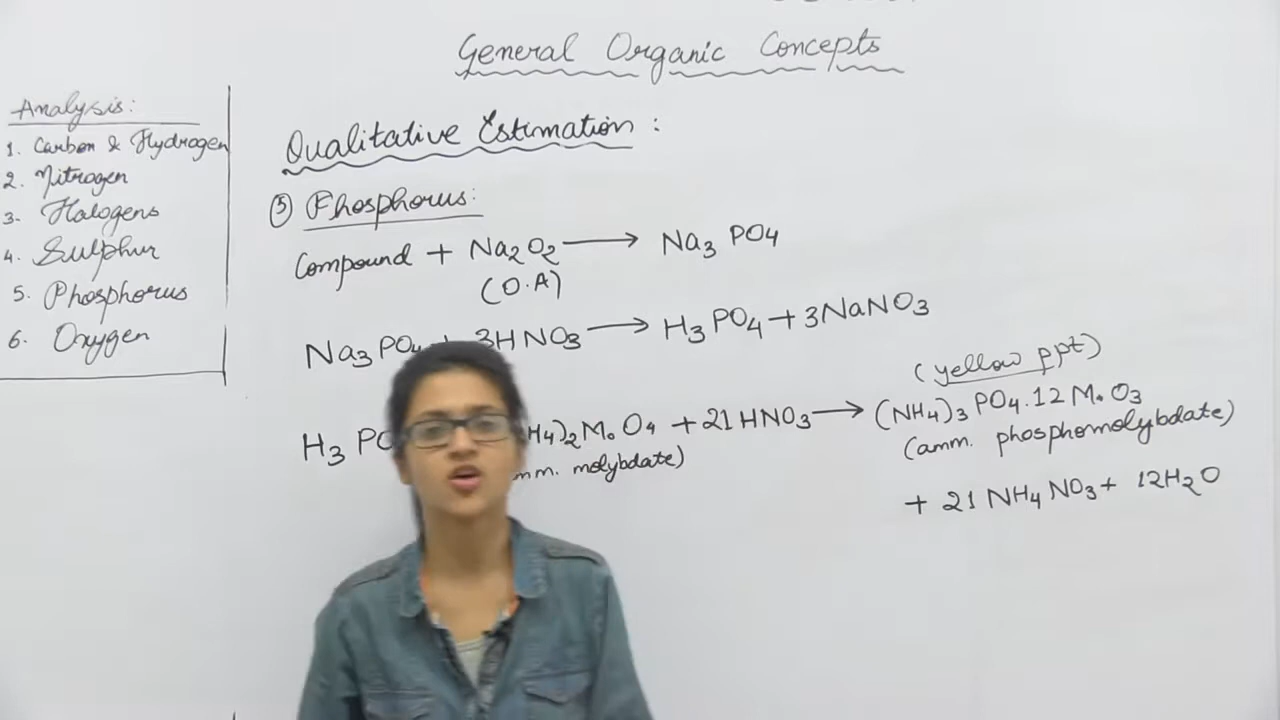 General Organic Concepts
Analysis:
1. Carbon & Hydrogen
2. Nitrogen
3. Halogens
4. Sulphur
5. Phosphorus
6. Oxygen
Qualitative Estimation:
⑤ Phosphorus:
Compound + Na2O2 ⟶ Na3PO4
(O.A)
Na3PO4 + 3HNO3 ⟶ H3PO4 + 3NaNO3
(yellow ppt)
H3PO H4)2MoO4 + 21HNO3 ⟶ (NH4)3PO4.12MoO3
mm. molybdate) (amm. phosphomolybdate)
+ 21NH4NO3 + 12H2O